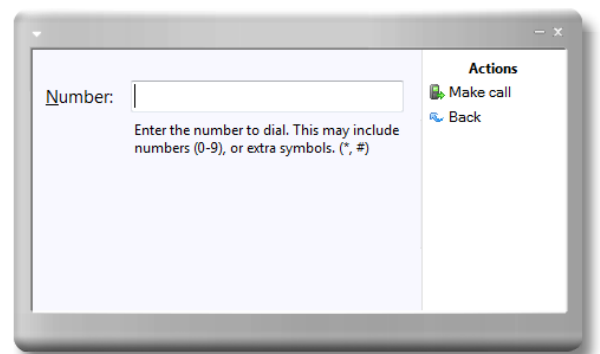 Number:
Enter the number to dial. This may include
numbers (0-9), or extra symbols. (*, #)
Actions
Make call
Back